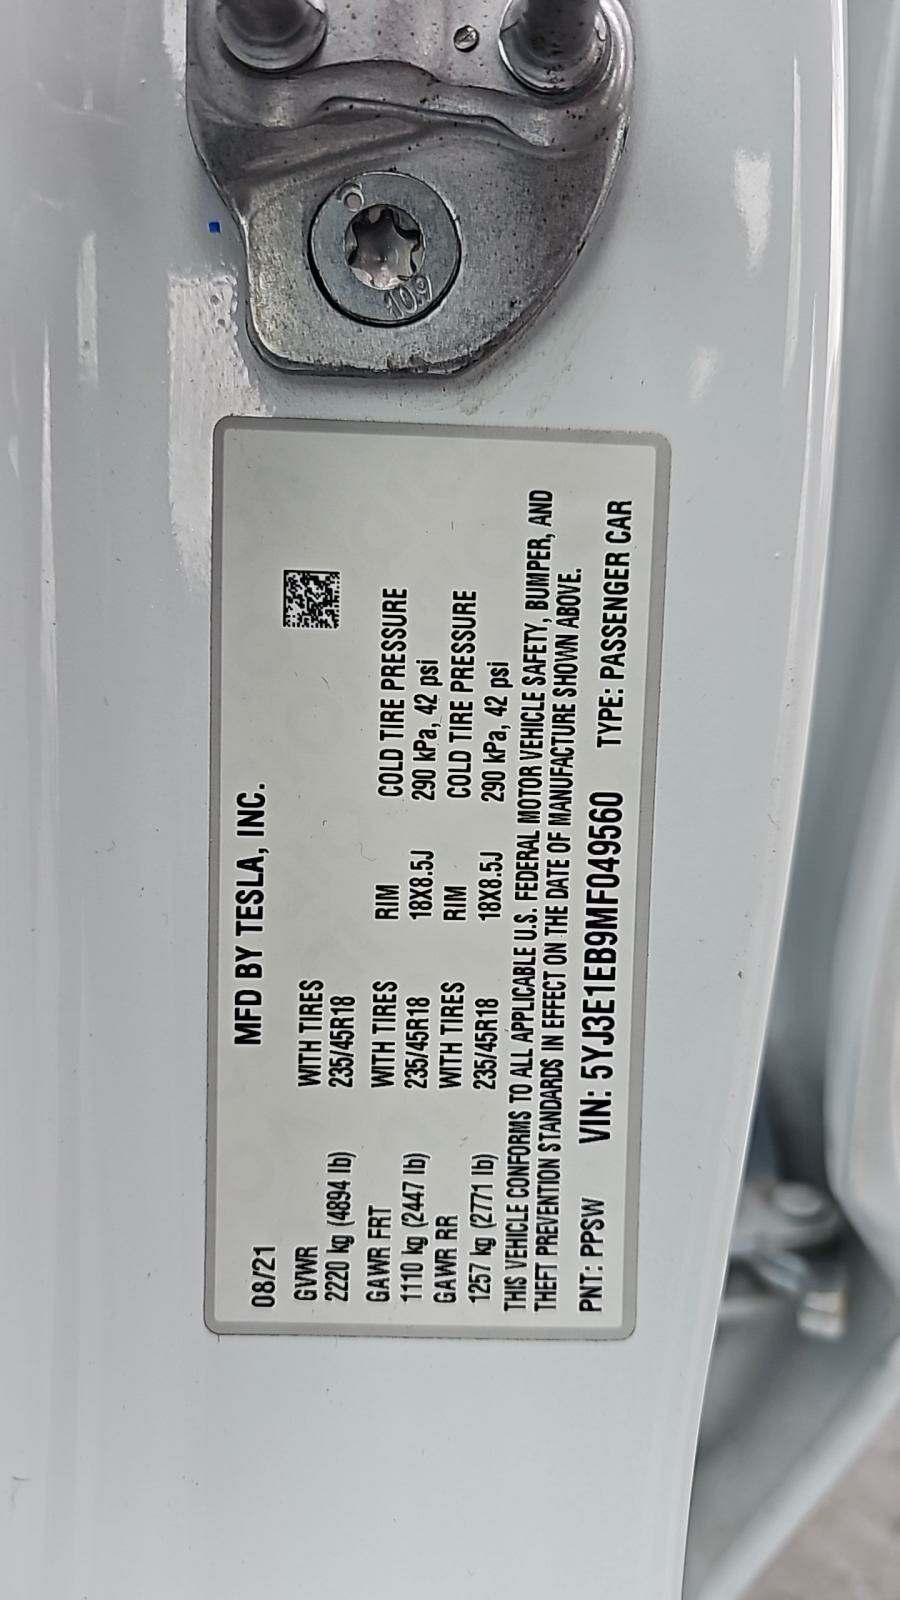 10.9
08/21 MFD BY TESLA, INC.
GVWR WITH TIRES
2220 kg (4894 lb) 235/45R18
GAWR FRT WITH TIRES RIM COLD TIRE PRESSURE
1110 kg (2447 lb) 235/45R18 18X8.5J 290 kPa, 42 psi
GAWR RR WITH TIRES RIM COLD TIRE PRESSURE
1257 kg (2771 lb) 235/45R18 18X8.5J 290 kPa, 42 psi
THIS VEHICLE CONFORMS TO ALL APPLICABLE U.S. FEDERAL MOTOR VEHICLE SAFETY, BUMPER, AND
THEFT PREVENTION STANDARDS IN EFFECT ON THE DATE OF MANUFACTURE SHOWN ABOVE.
PNT: PPSW VIN: 5YJ3E1EB9MF049560 TYPE: PASSENGER CAR